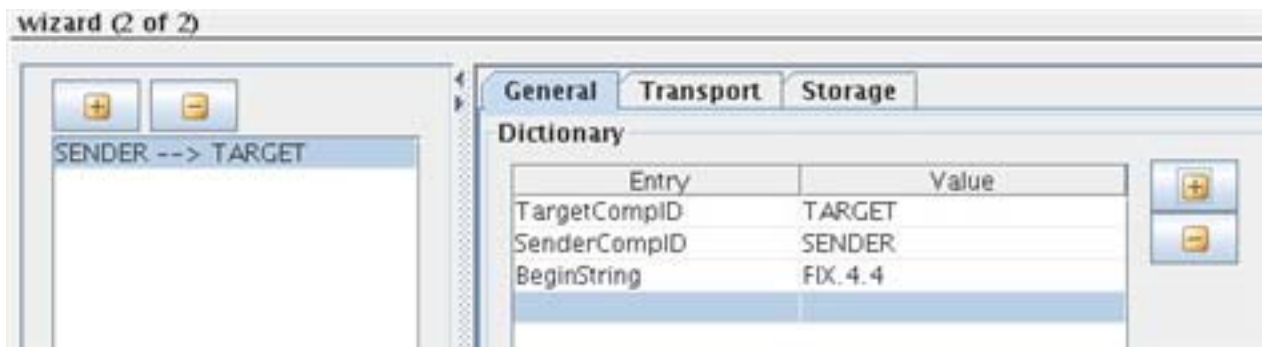 wizard (2 of 2)
SENDER --> TARGET
General Transport Storage
Dictionary
Entry Value
TargetCompID TARGET
SenderCompID SENDER
BeginString FIX.4.4